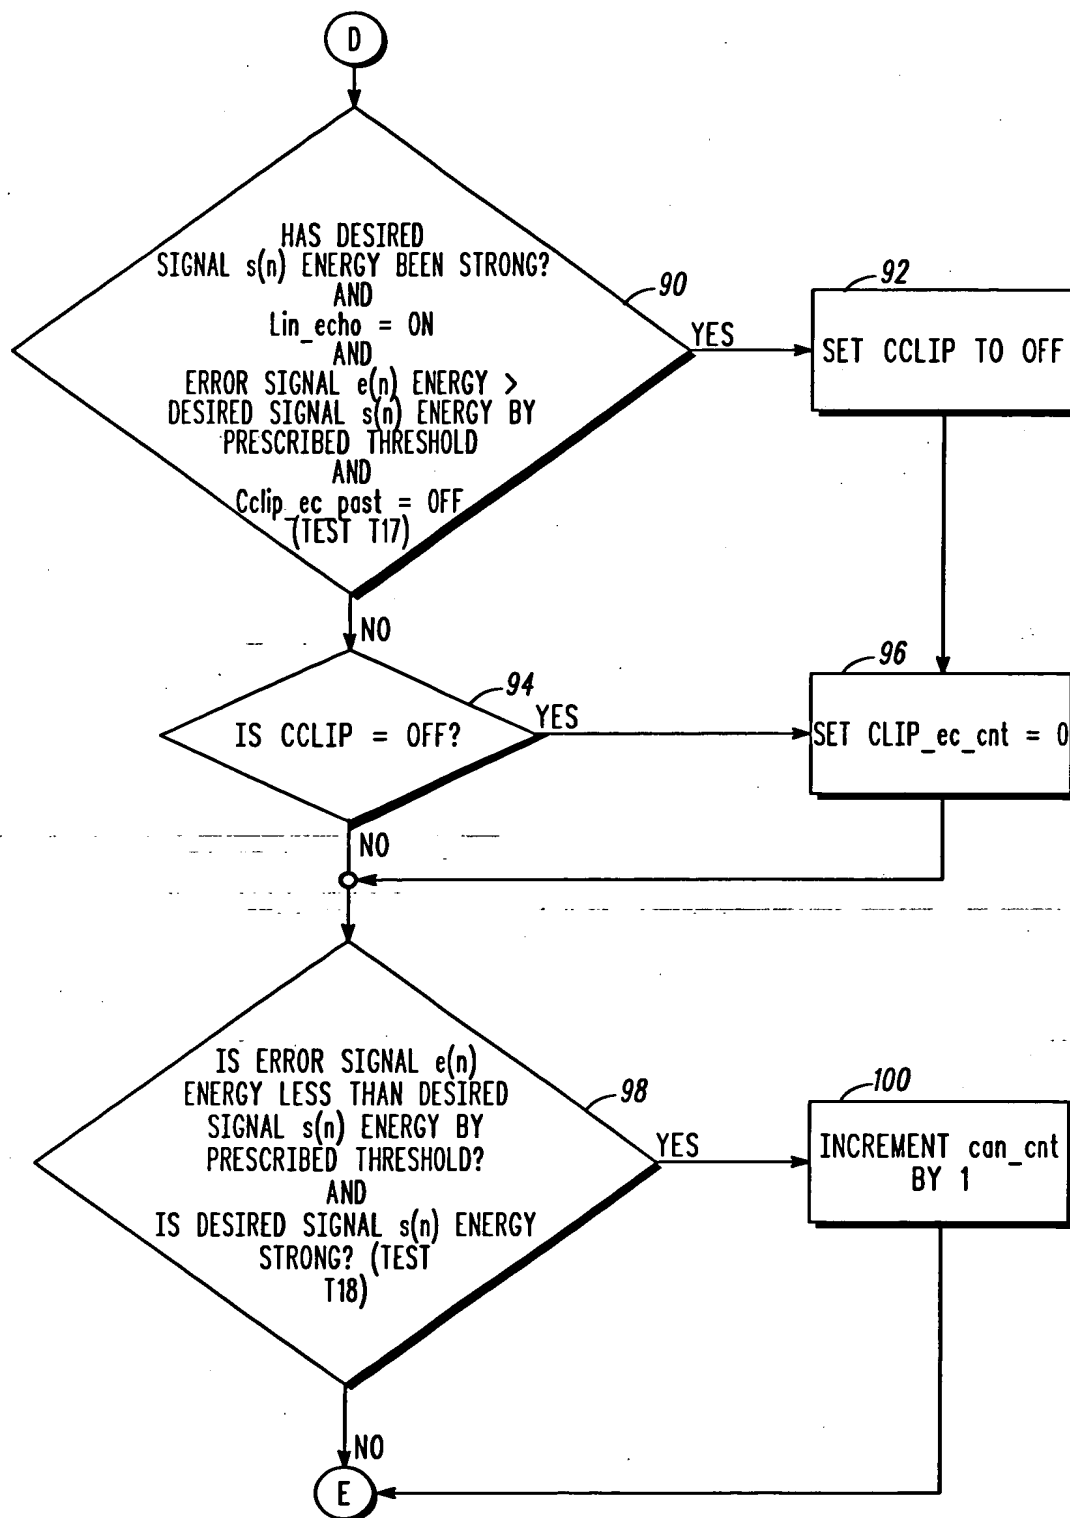 D
HAS DESIRED
SIGNAL s(n) ENERGY BEEN STRONG?
AND
Lin_echo = ON
AND
ERROR SIGNAL e(n) ENERGY >
DESIRED SIGNAL s(n) ENERGY BY
PRESCRIBED THRESHOLD
AND
Cclip_ec_past = OFF
(TEST T17)
90
YES
92
SET CCLIP TO OFF
NO
94
IS CCLIP = OFF?
YES
96
SET CLIP_ec_cnt = 0
NO
IS ERROR SIGNAL e(n)
ENERGY LESS THAN DESIRED
SIGNAL s(n) ENERGY BY
PRESCRIBED THRESHOLD?
AND
IS DESIRED SIGNAL s(n) ENERGY
STRONG? (TEST
T18)
98
YES
100
INCREMENT can_cnt
BY 1
NO
E